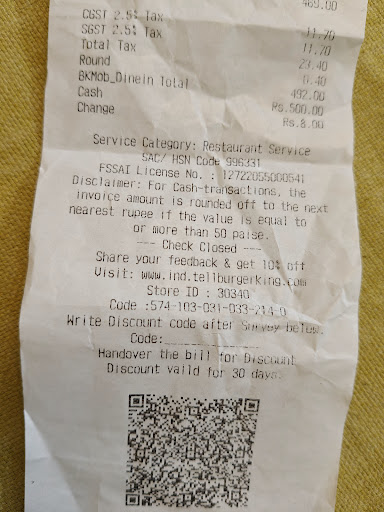 469.00
CGST 2.5% Tax 11.70
SGST 2.5% Tax 11.70
Total Tax 23.40
Round 0.40
BKMob_Dinein Total 492.00
Cash Rs.500.00
Change Rs.8.00
Service Category: Restaurant Service
SAC/ HSN Code 996331
FSSAI License No. : 12722055000541
Disclaimer: For Cash-transactions, the
invoice amount is rounded off to the next
nearest rupee if the value is equal to
or more than 50 paise.
--- Check Closed ---
Share your feedback & get 10% off
Visit: www.ind.tellburgerking.com
Store ID : 30340
Code :574-103-031-033-214-0
Write Discount code after Survey below.
Code:____________
Handover the bill for Discount
Discount valid for 30 days.